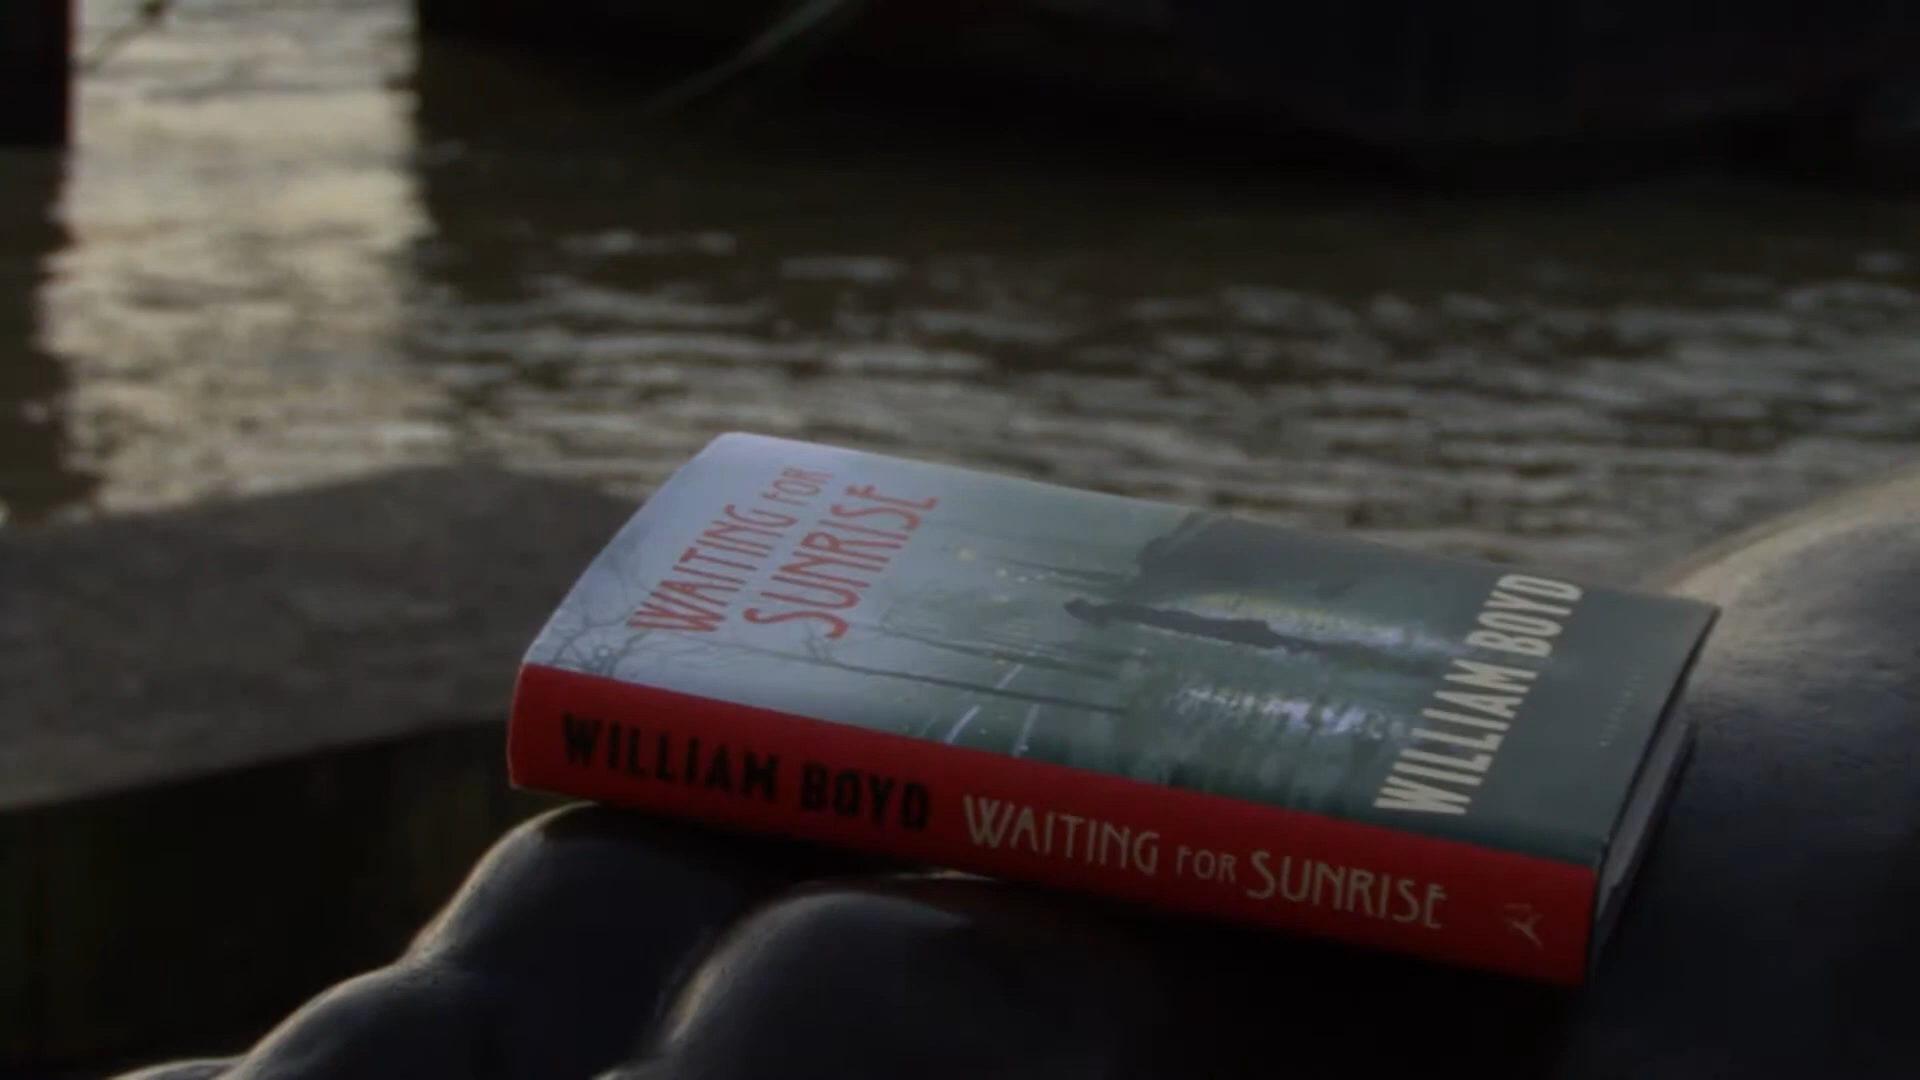 WAITING FOR
SUNRISE
WILLIAM BOYD
WILLIAM BOYD WAITING FOR SUNRISE